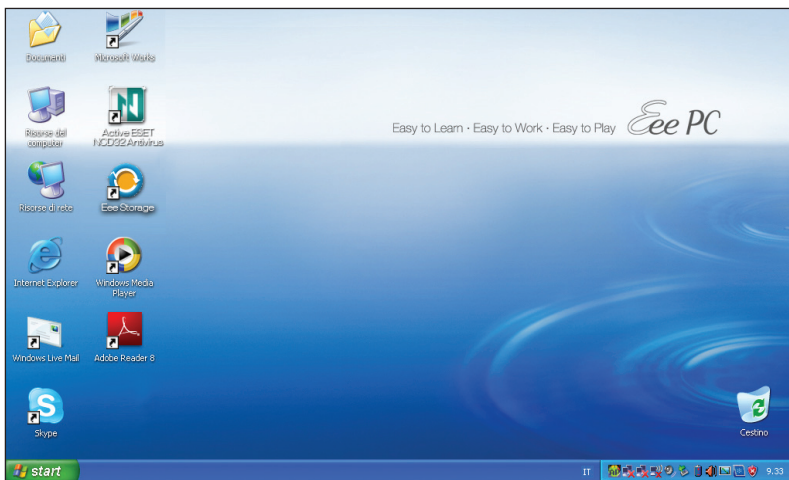 Documenti
Microsoft Works
Risorse del
computer
Active ESET
NOD32 Antivirus
Easy to Learn · Easy to Work · Easy to Play
Eee PC
Risorse di rete
Eee Storage
Internet Explorer
Windows Media
Player
Windows Live Mail
Adobe Reader 8
Skype
Cestino
start
IT
9.33